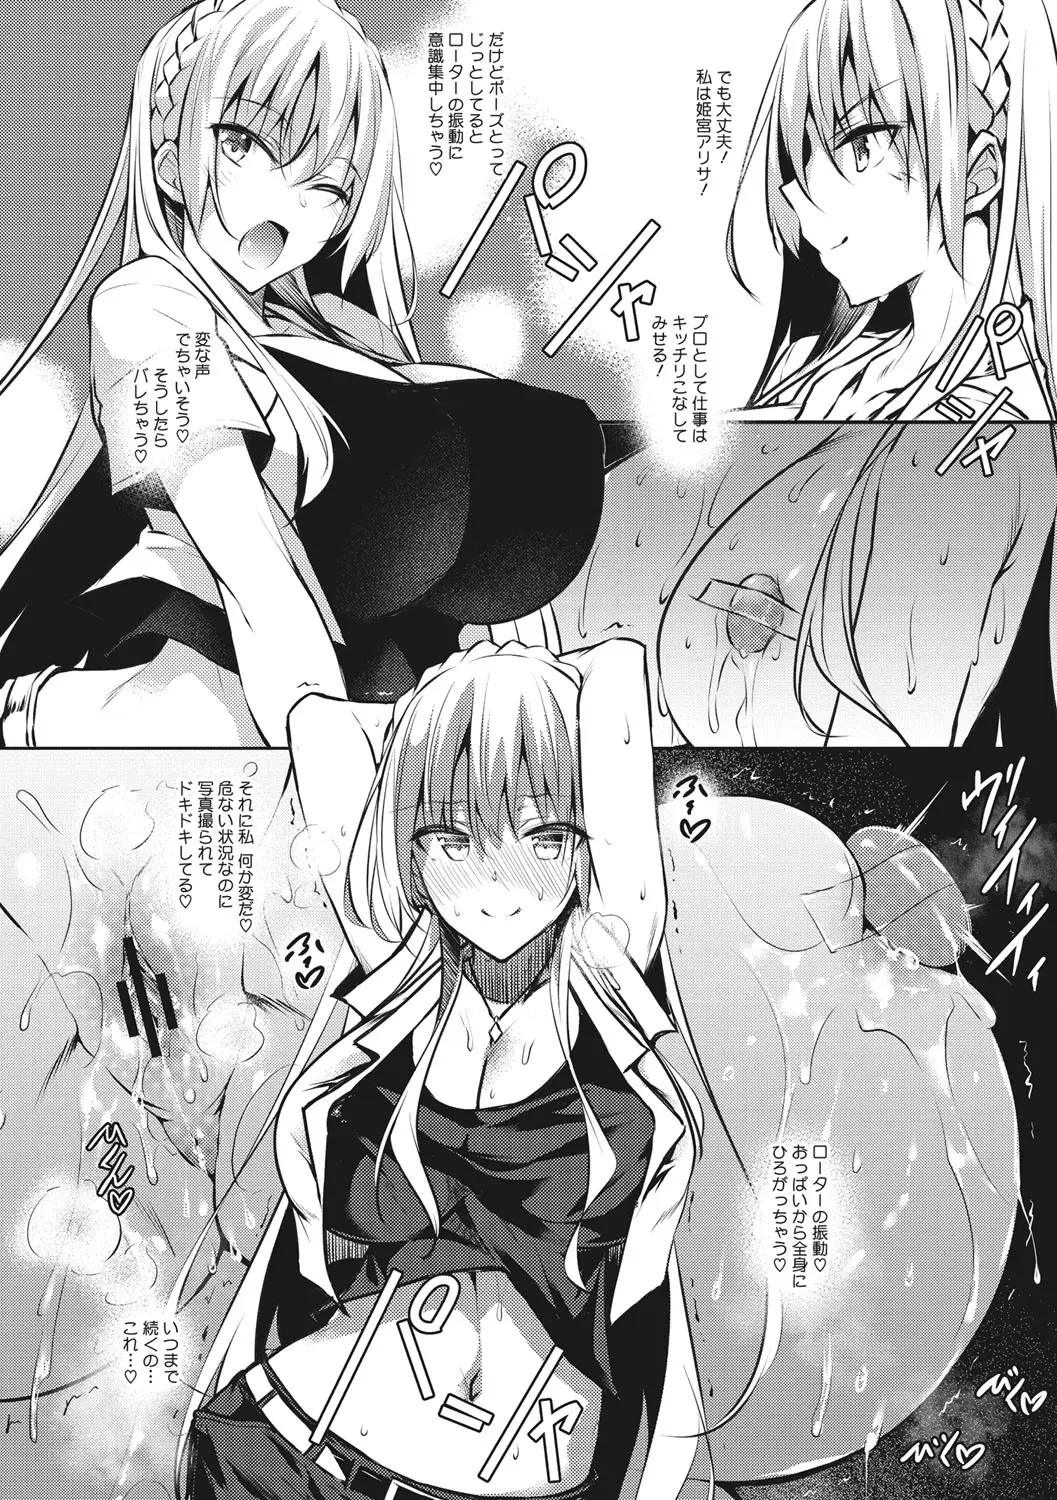 でも大丈夫!
私は姫宮アリサ!
プロとして仕事は
キッチリこなして
みせる!
パシャ
だけどポーズとって
じっとしてると
ローターの振動に
意識集中しちゃう♡
パシャ
変な声
でちゃいそう♡
そうしたら
バレちゃう♡
ヴィイイイ
ふーっ♡
ローターの振動♡
おっぱいから全身に
ひろがっちゃう♡
びくっ♡
びくっ♡
それに私 何か変だ♡
危ない状況なのに
写真撮られて
ドキドキしてる♡
ふーっ♡
パシャ
いつまで
続くの…
これ…♡